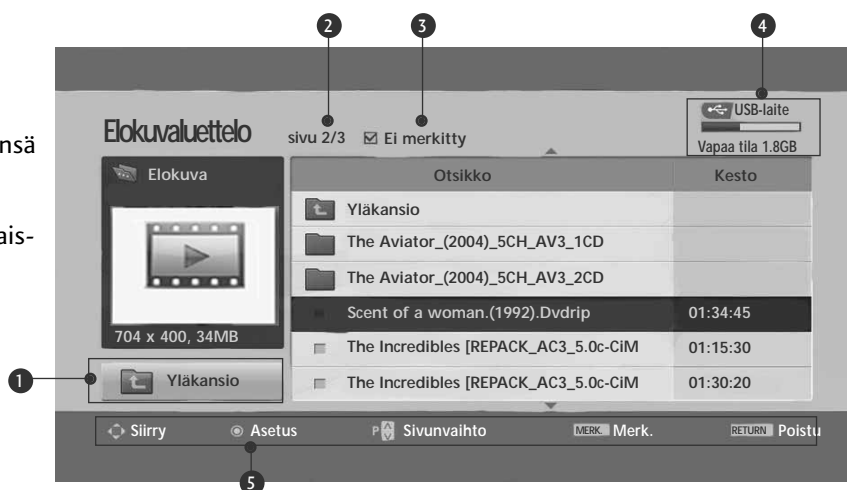 2 3 4
nsä
ais-
USB-laite
Vapaa tila 1.8GB
Elokuvaluettelo sivu 2/3 Ei merkitty
Elokuva
Otsikko Kesto
Yläkansio
The Aviator_(2004)_5CH_AV3_1CD
The Aviator_(2004)_5CH_AV3_2CD
Scent of a woman.(1992).Dvdrip 01:34:45
704 x 400, 34MB
The Incredibles [REPACK_AC3_5.0c-CiM 01:15:30
The Incredibles [REPACK_AC3_5.0c-CiM 01:30:20
1 Yläkansio
Siirry Asetus P Sivunvaihto MERK. Merk. RETURN Poistu
5